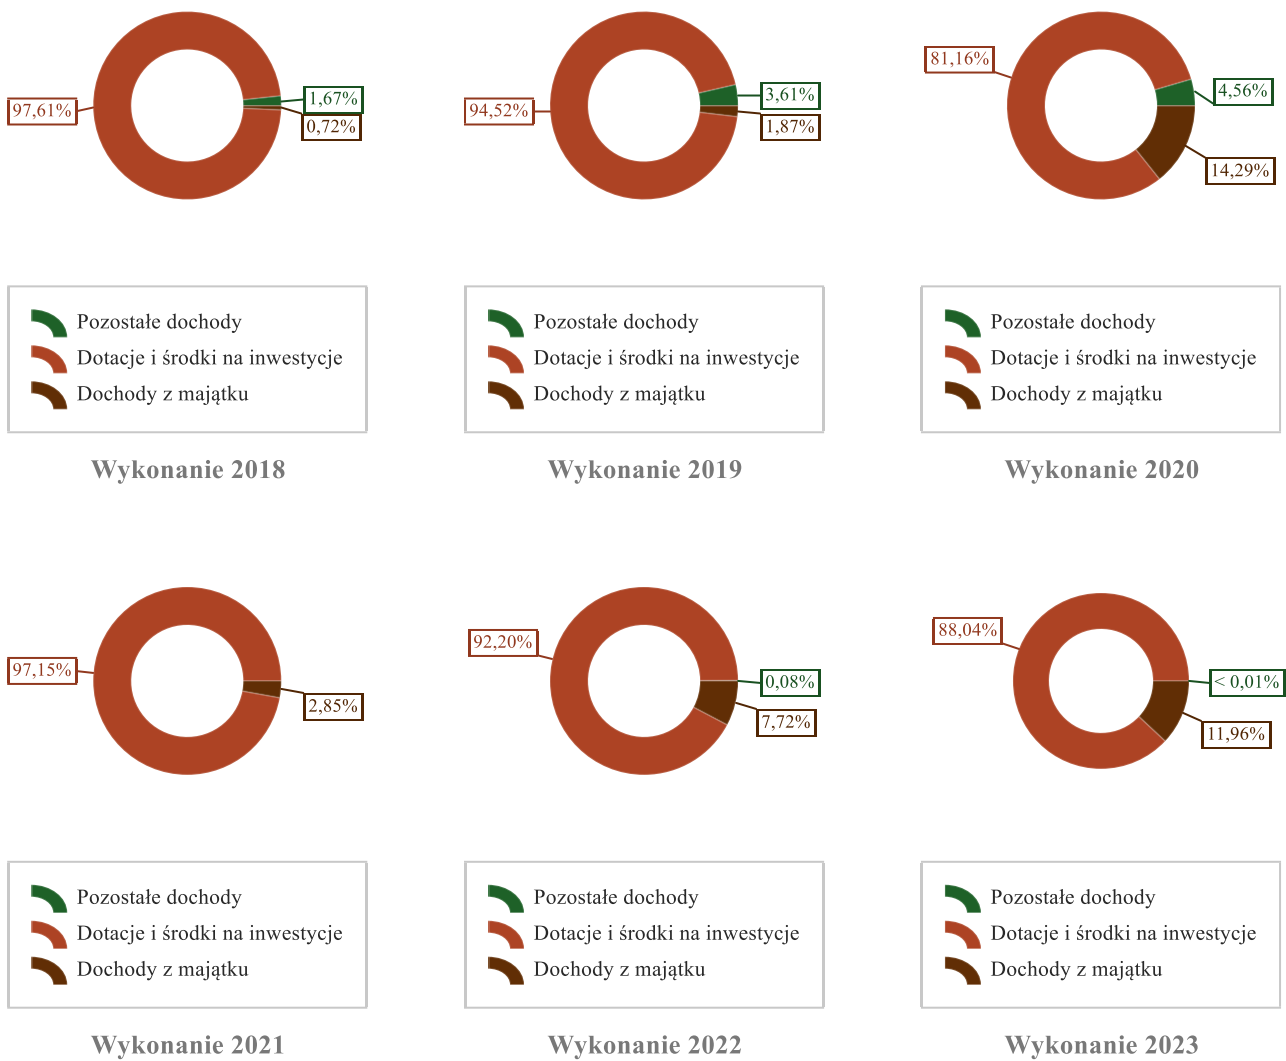 97,61%
1,67%
0,72%
Pozostałe dochody
Dotacje i środki na inwestycje
Dochody z majątku
Wykonanie 2018
94,52%
3,61%
1,87%
Pozostałe dochody
Dotacje i środki na inwestycje
Dochody z majątku
Wykonanie 2019
81,16%
4,56%
14,29%
Pozostałe dochody
Dotacje i środki na inwestycje
Dochody z majątku
Wykonanie 2020
97,15%
2,85%
Pozostałe dochody
Dotacje i środki na inwestycje
Dochody z majątku
Wykonanie 2021
92,20%
0,08%
7,72%
Pozostałe dochody
Dotacje i środki na inwestycje
Dochody z majątku
Wykonanie 2022
88,04%
< 0,01%
11,96%
Pozostałe dochody
Dotacje i środki na inwestycje
Dochody z majątku
Wykonanie 2023